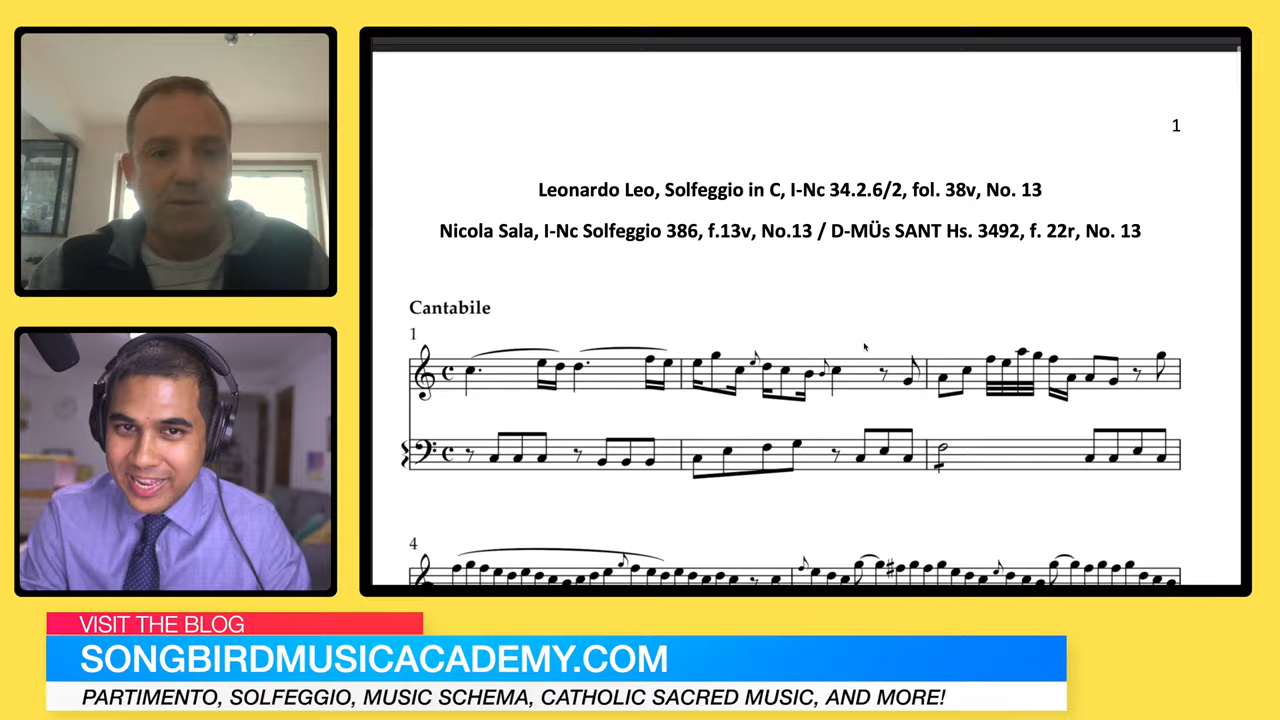 1
Leonardo Leo, Solfeggio in C, I-Nc 34.2.6/2, fol. 38v, No. 13
Nicola Sala, I-Nc Solfeggio 386, f.13v, No.13 / D-MÜs SANT Hs. 3492, f. 22r, No. 13
Cantabile
1
4
VISIT THE BLOG
SONGBIRDMUSICACADEMY.COM
PARTIMENTO, SOLFEGGIO, MUSIC SCHEMA, CATHOLIC SACRED MUSIC, AND MORE!